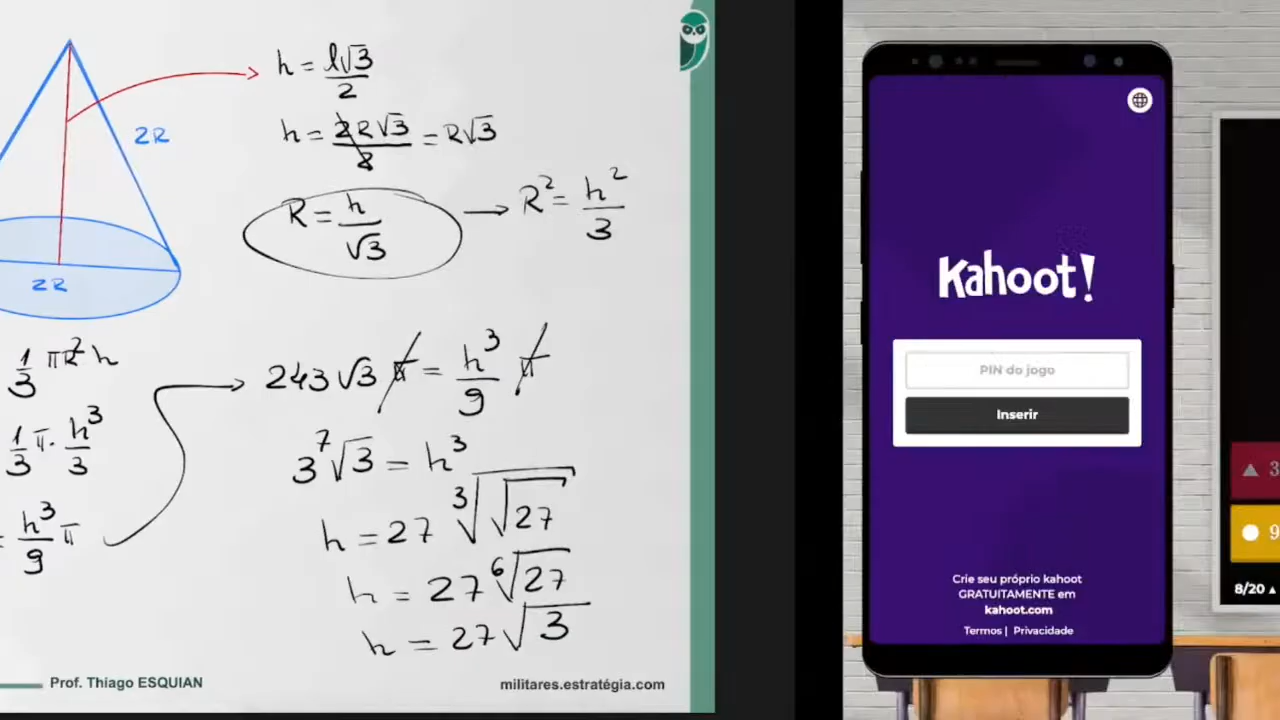 h = l√3/2
2R
h = 2R√3/2 = R√3
R = h/√3 → R² = h²/3
2R
1/3 πR² h
243√3 π = h³/9 π
1/3 π · h³/3
3⁷√3 = h³
= h³/9 π
h = 27 ∛√27
h = 27 ⁶√27
h = 27√3
Prof. Thiago ESQUIAN
militares.estratégia.com
Kahoot!
PIN do jogo
Inserir
Crie seu próprio kahoot
GRATUITAMENTE em
kahoot.com
Termos | Privacidade
3
9
8/20